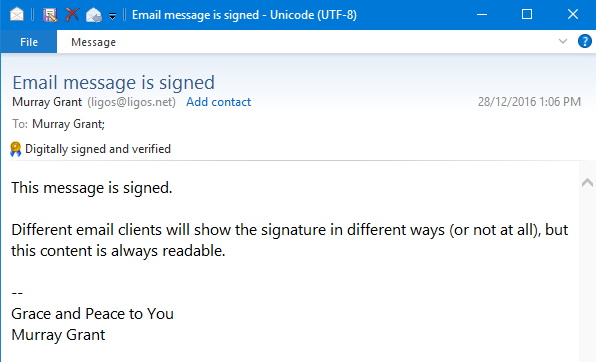 Email message is signed - Unicode (UTF-8)
File Message
Email message is signed
Murray Grant (ligos@ligos.net) Add contact 28/12/2016 1:06 PM
To: Murray Grant;
Digitally signed and verified
This message is signed.
Different email clients will show the signature in different ways (or not at all), but
this content is always readable.
--
Grace and Peace to You
Murray Grant